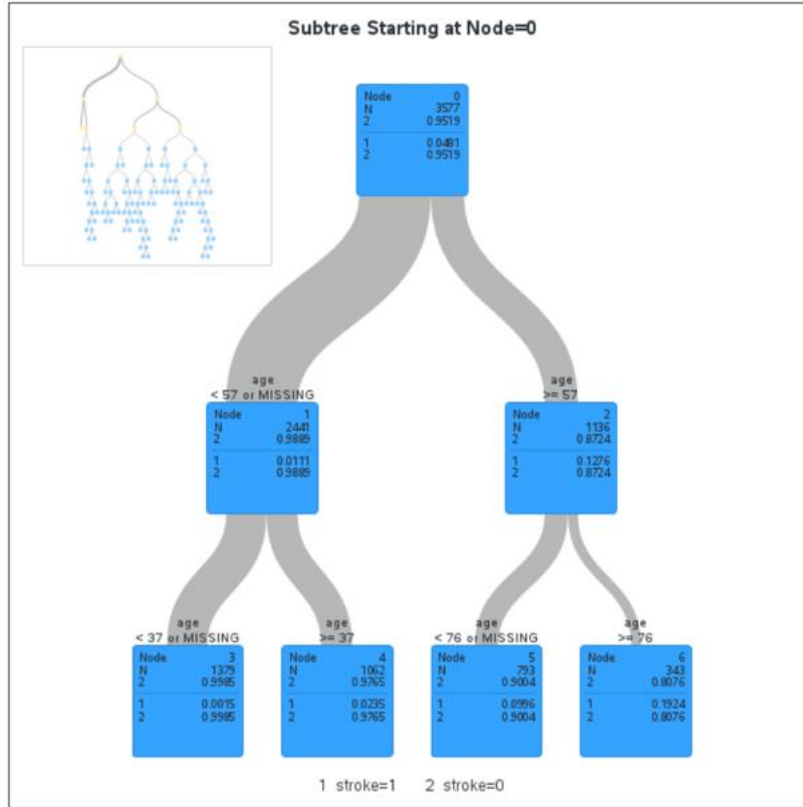 Subtree Starting at Node=0
Node 0
N 3577
2 0.9519
1 0.0481
2 0.9519
age
< 57 or MISSING
Node 1
N 2441
2 0.9889
1 0.0111
2 0.9889
age
>= 57
Node 2
N 1136
2 0.8724
1 0.1276
2 0.8724
age
< 37 or MISSING
Node 3
N 1379
2 0.9985
1 0.0015
2 0.9985
age
>= 37
Node 4
N 1062
2 0.9765
1 0.0235
2 0.9765
age
< 76 or MISSING
Node 5
N 793
2 0.9004
1 0.0996
2 0.9004
age
>= 76
Node 6
N 343
2 0.8076
1 0.1924
2 0.8076
1 stroke=1 2 stroke=0